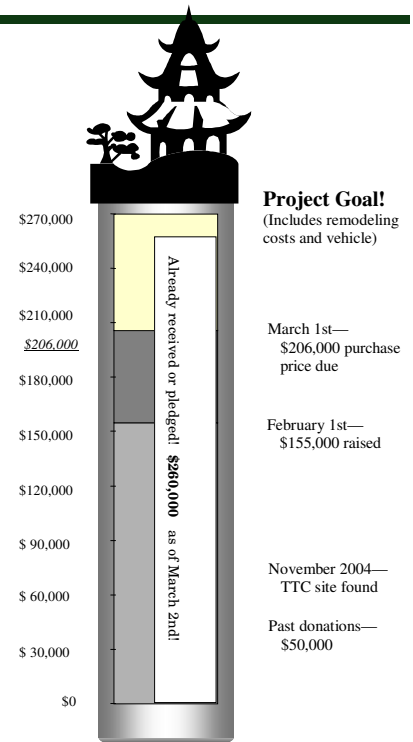 Project Goal!
(Includes remodeling
costs and vehicle)
$270,000
$240,000
$210,000
$206,000
$180,000
$150,000
$120,000
$ 90,000
$ 60,000
$ 30,000
$0
Already received or pledged! $260,000 as of March 2nd!
March 1st—
$206,000 purchase
price due
February 1st—
$155,000 raised
November 2004—
TTC site found
Past donations—
$50,000